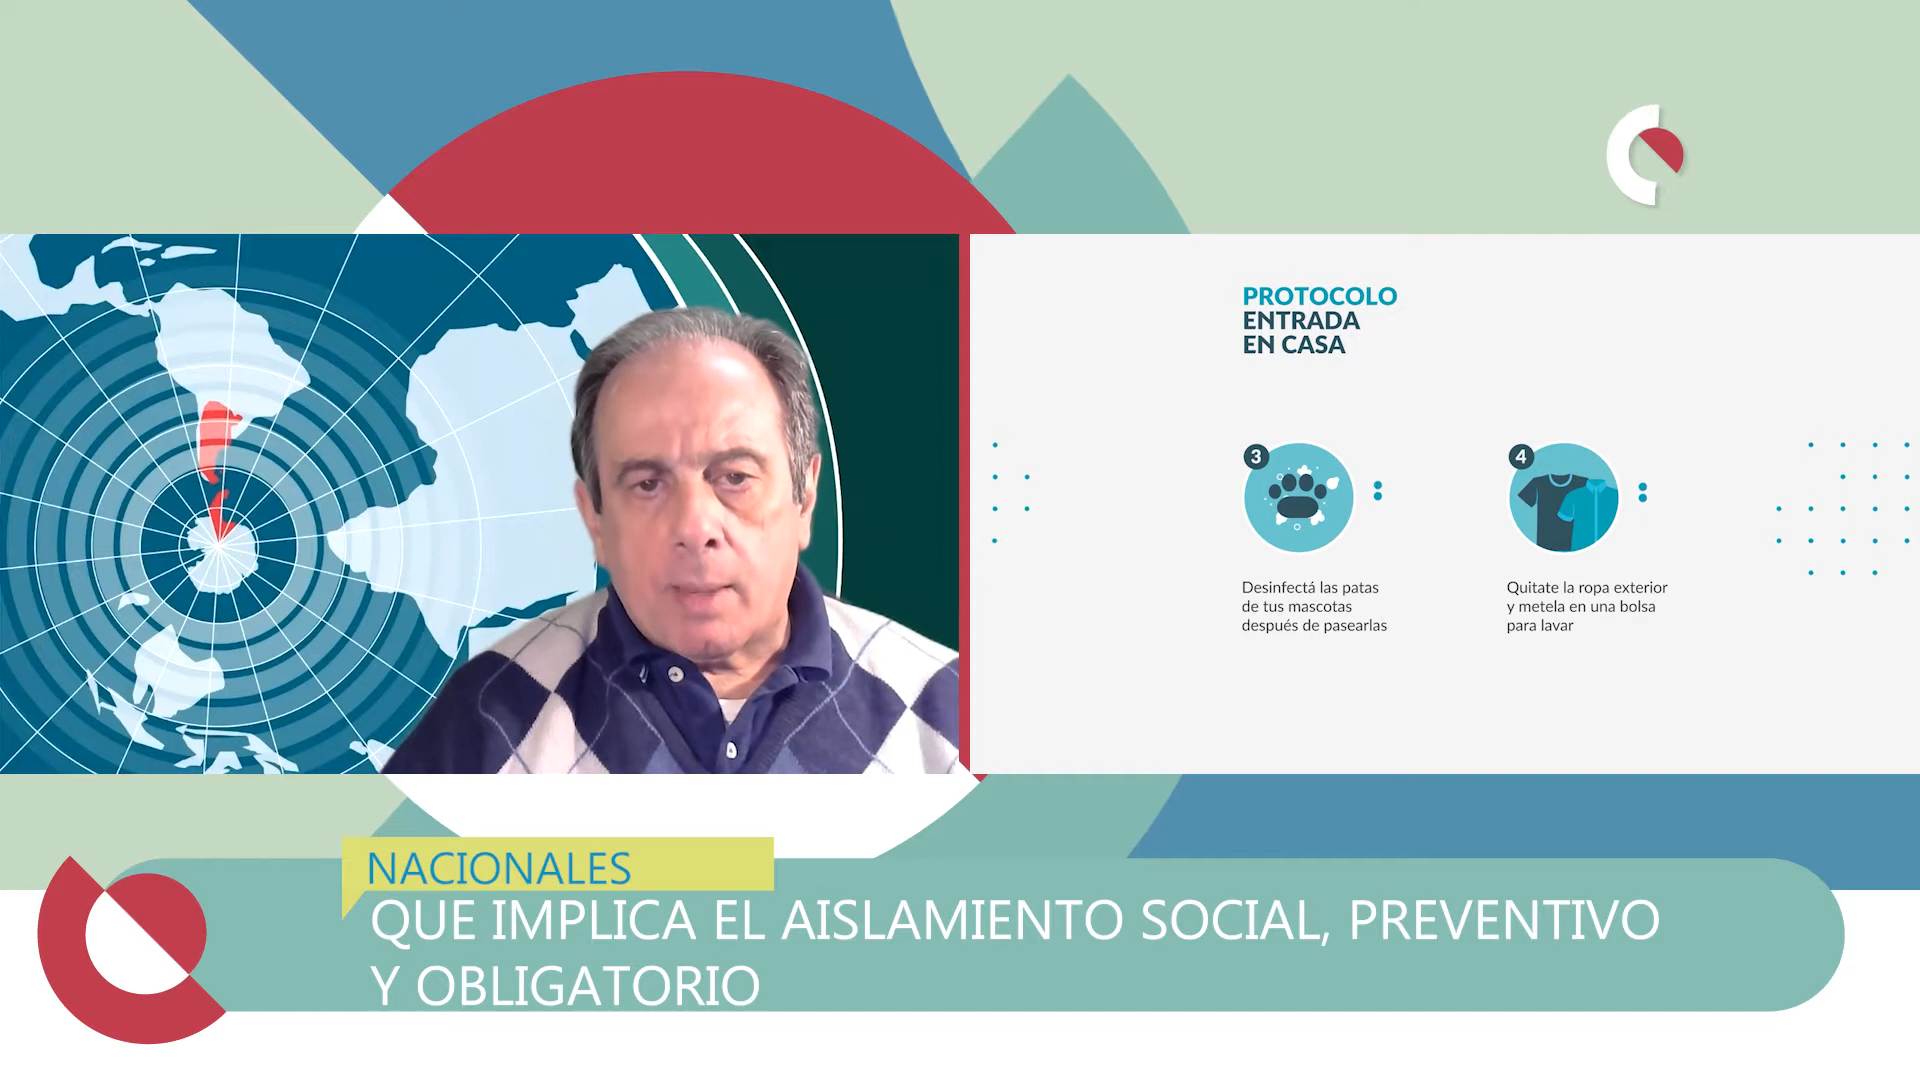 PROTOCOLO
ENTRADA
EN CASA
3
4
Desinfectá las patas
de tus mascotas
después de pasearlas
Quitate la ropa exterior
y metela en una bolsa
para lavar
NACIONALES
QUE IMPLICA EL AISLAMIENTO SOCIAL, PREVENTIVO
Y OBLIGATORIO